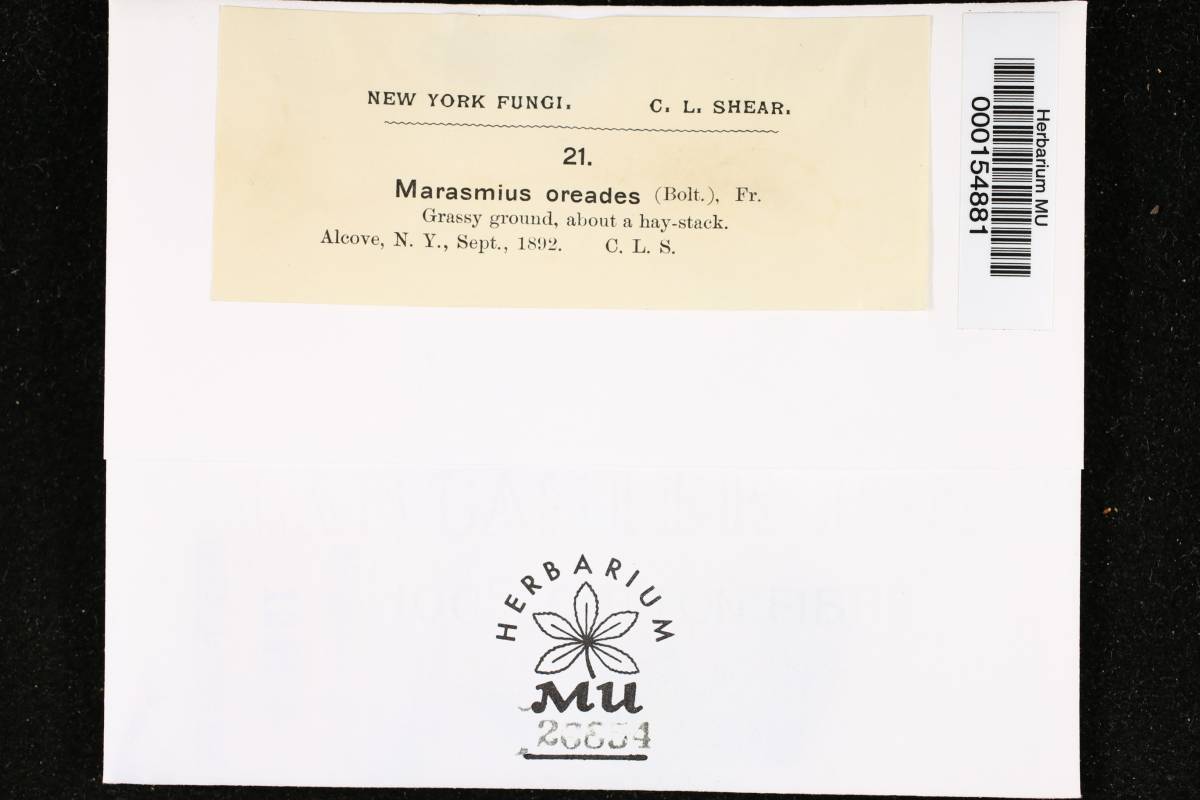 NEW YORK FUNGI. C. L. SHEAR.
21.
Marasmius oreades (Bolt.), Fr.
Grassy ground, about a hay-stack.
Alcove, N. Y., Sept., 1892. C. L. S.
Herbarium MU
000154881
HERBARIUM
MU